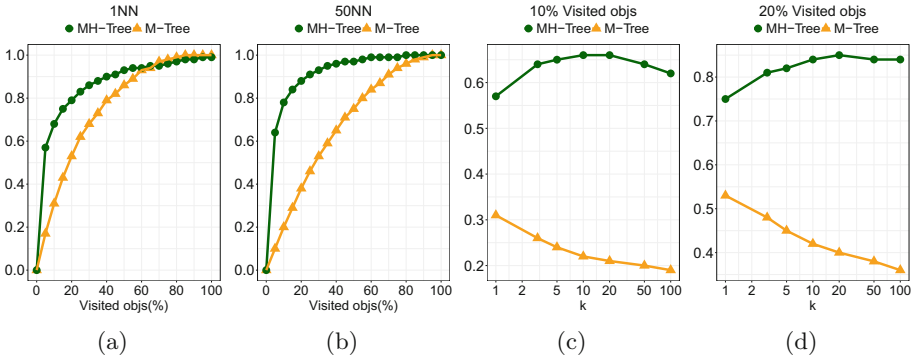 1NN
MH-Tree M-Tree
1.0
0.8
0.6
0.4
0.2
0.0
0 20 40 60 80 100
Visited objs(%)
(a)
50NN
MH-Tree M-Tree
1.0
0.8
0.6
0.4
0.2
0.0
0 20 40 60 80 100
Visited objs(%)
(b)
10% Visited objs
MH-Tree M-Tree
0.6
0.5
0.4
0.3
0.2
1 2 5 10 20 50 100
k
(c)
20% Visited objs
MH-Tree M-Tree
0.8
0.7
0.6
0.5
0.4
1 2 5 10 20 50 100
k
(d)